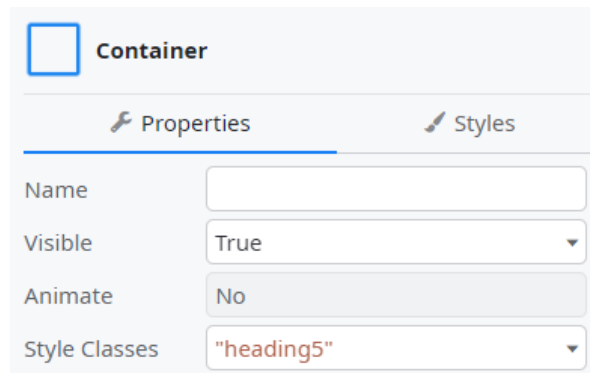 Container
Properties Styles
Name
Visible True
Animate No
Style Classes "heading5"